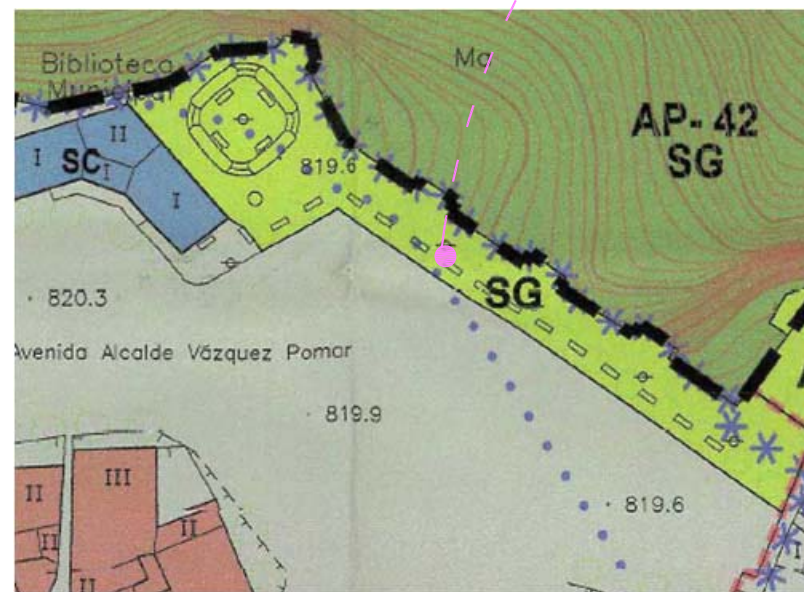 Biblioteca
Municipal
Ma
AP-42
SG
II
I
SC
I
I
819.6
SG
820.3
Avenida Alcalde Vázquez Pomar
819.9
819.6
II
III
II
II
II
I